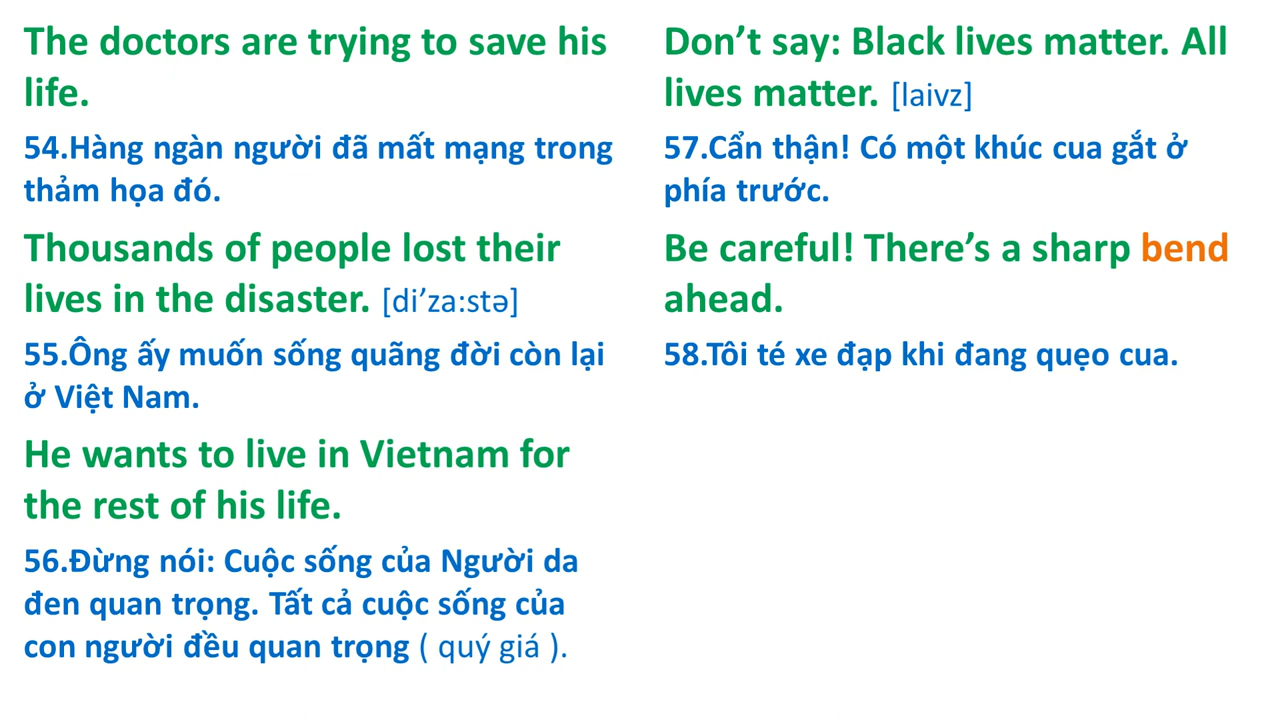 The doctors are trying to save his
life.
54.Hàng ngàn người đã mất mạng trong
thảm họa đó.
Thousands of people lost their
lives in the disaster. [di’za:stə]
55.Ông ấy muốn sống quãng đời còn lại
ở Việt Nam.
He wants to live in Vietnam for
the rest of his life.
56.Đừng nói: Cuộc sống của Người da
đen quan trọng. Tất cả cuộc sống của
con người đều quan trọng ( quý giá ).
Don’t say: Black lives matter. All
lives matter. [laivz]
57.Cẩn thận! Có một khúc cua gắt ở
phía trước.
Be careful! There’s a sharp bend
ahead.
58.Tôi té xe đạp khi đang quẹo cua.